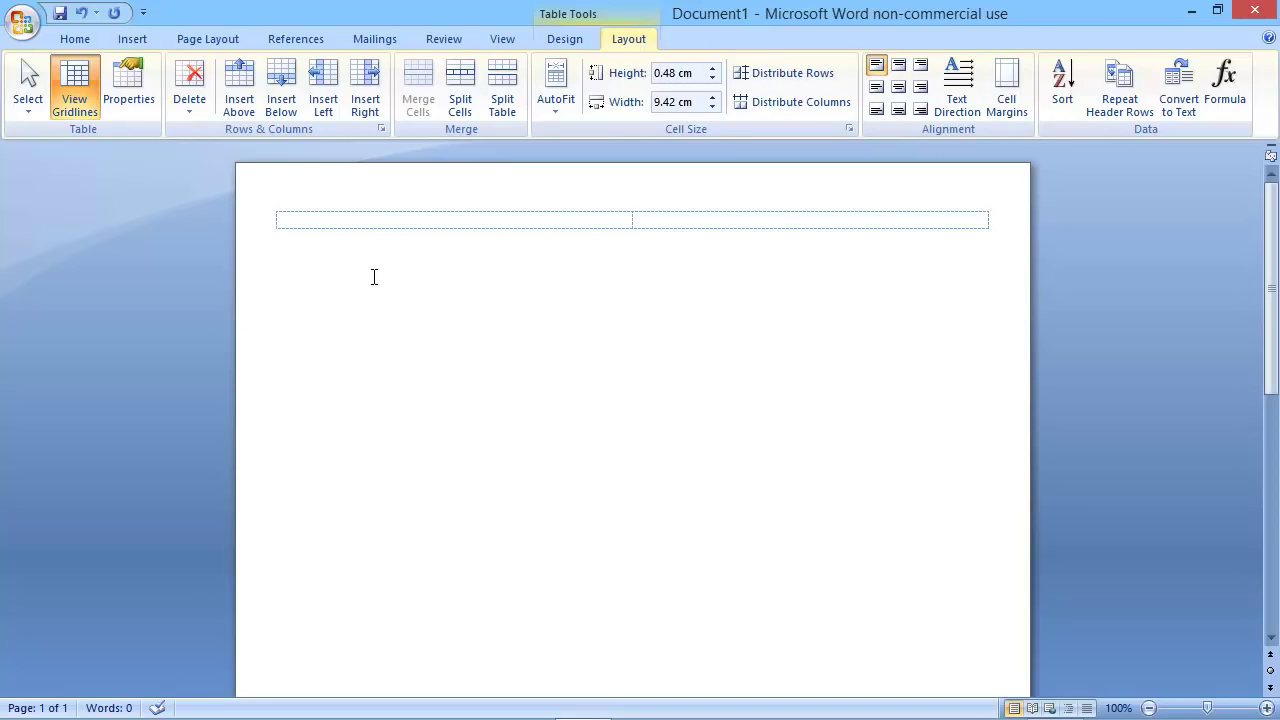 Table Tools
Document1 - Microsoft Word non-commercial use
Home Insert Page Layout References Mailings Review View Design Layout
Select
View Gridlines
Properties
Table
Delete
Insert Above
Insert Below
Insert Left
Insert Right
Rows & Columns
Merge Cells
Split Cells
Split Table
Merge
AutoFit
Height: 0.48 cm
Width: 9.42 cm
Distribute Rows
Distribute Columns
Cell Size
Text Direction
Cell Margins
Alignment
A
Z
Sort
Repeat Header Rows
Convert to Text
fx
Formula
Data
Page: 1 of 1 Words: 0 100%